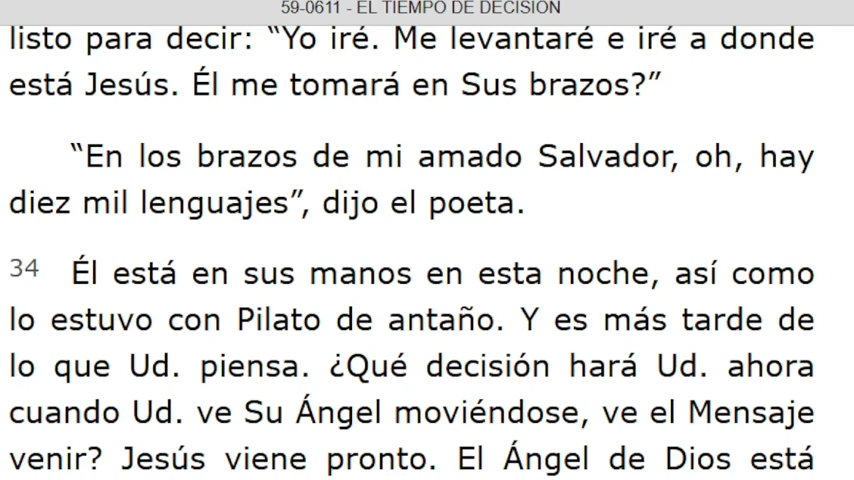 59-0611 - EL TIEMPO DE DECISIÓN
listo para decir: “Yo iré. Me levantaré e iré a donde
está Jesús. Él me tomará en Sus brazos?”
“En los brazos de mi amado Salvador, oh, hay
diez mil lenguajes”, dijo el poeta.
34 Él está en sus manos en esta noche, así como
lo estuvo con Pilato de antaño. Y es más tarde de
lo que Ud. piensa. ¿Qué decisión hará Ud. ahora
cuando Ud. ve Su Ángel moviéndose, ve el Mensaje
venir? Jesús viene pronto. El Ángel de Dios está